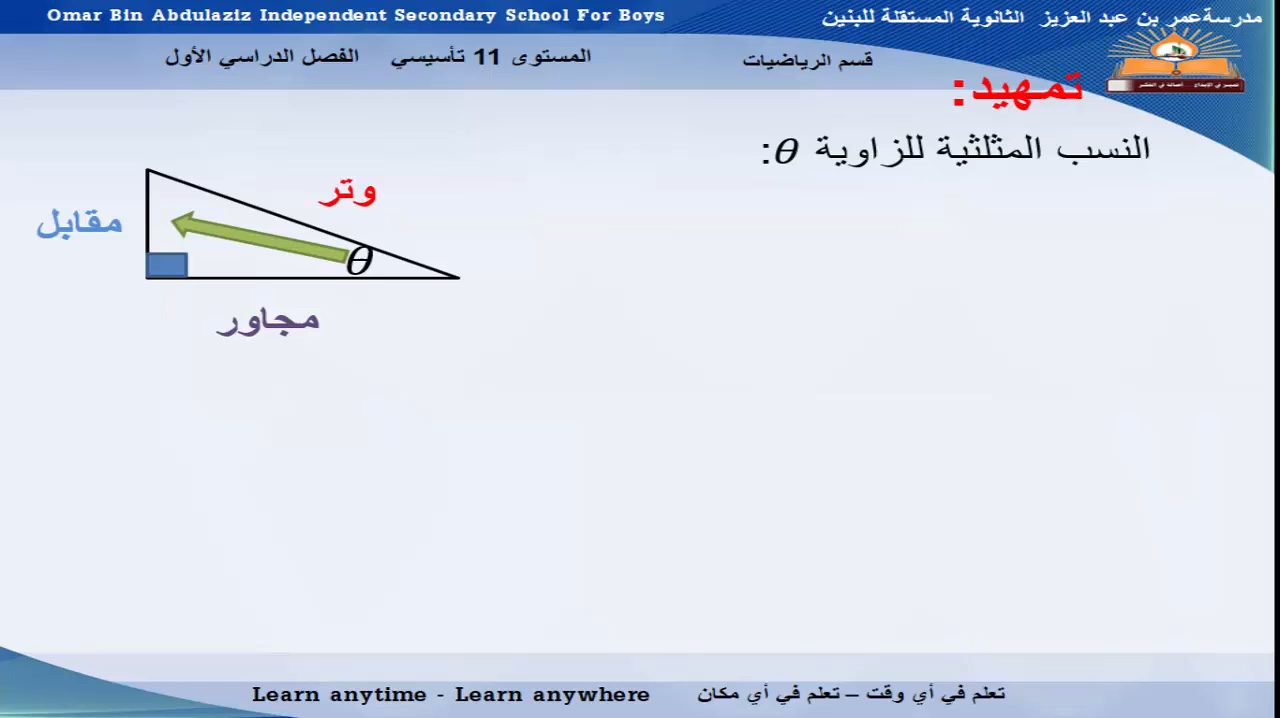 Omar Bin Abdulaziz Independent Secondary School For Boys
مدرسةعمر بن عبد العزيز الثانوية المستقلة للبنين
قسم الرياضيات
المستوى 11 تأسيسي
الفصل الدراسي الأول
تمهيد:
النسب المثلثية للزاوية θ:
وتر
مقابل
θ
مجاور
Learn anytime - Learn anywhere
تعلم في أي وقت – تعلم في أي مكان